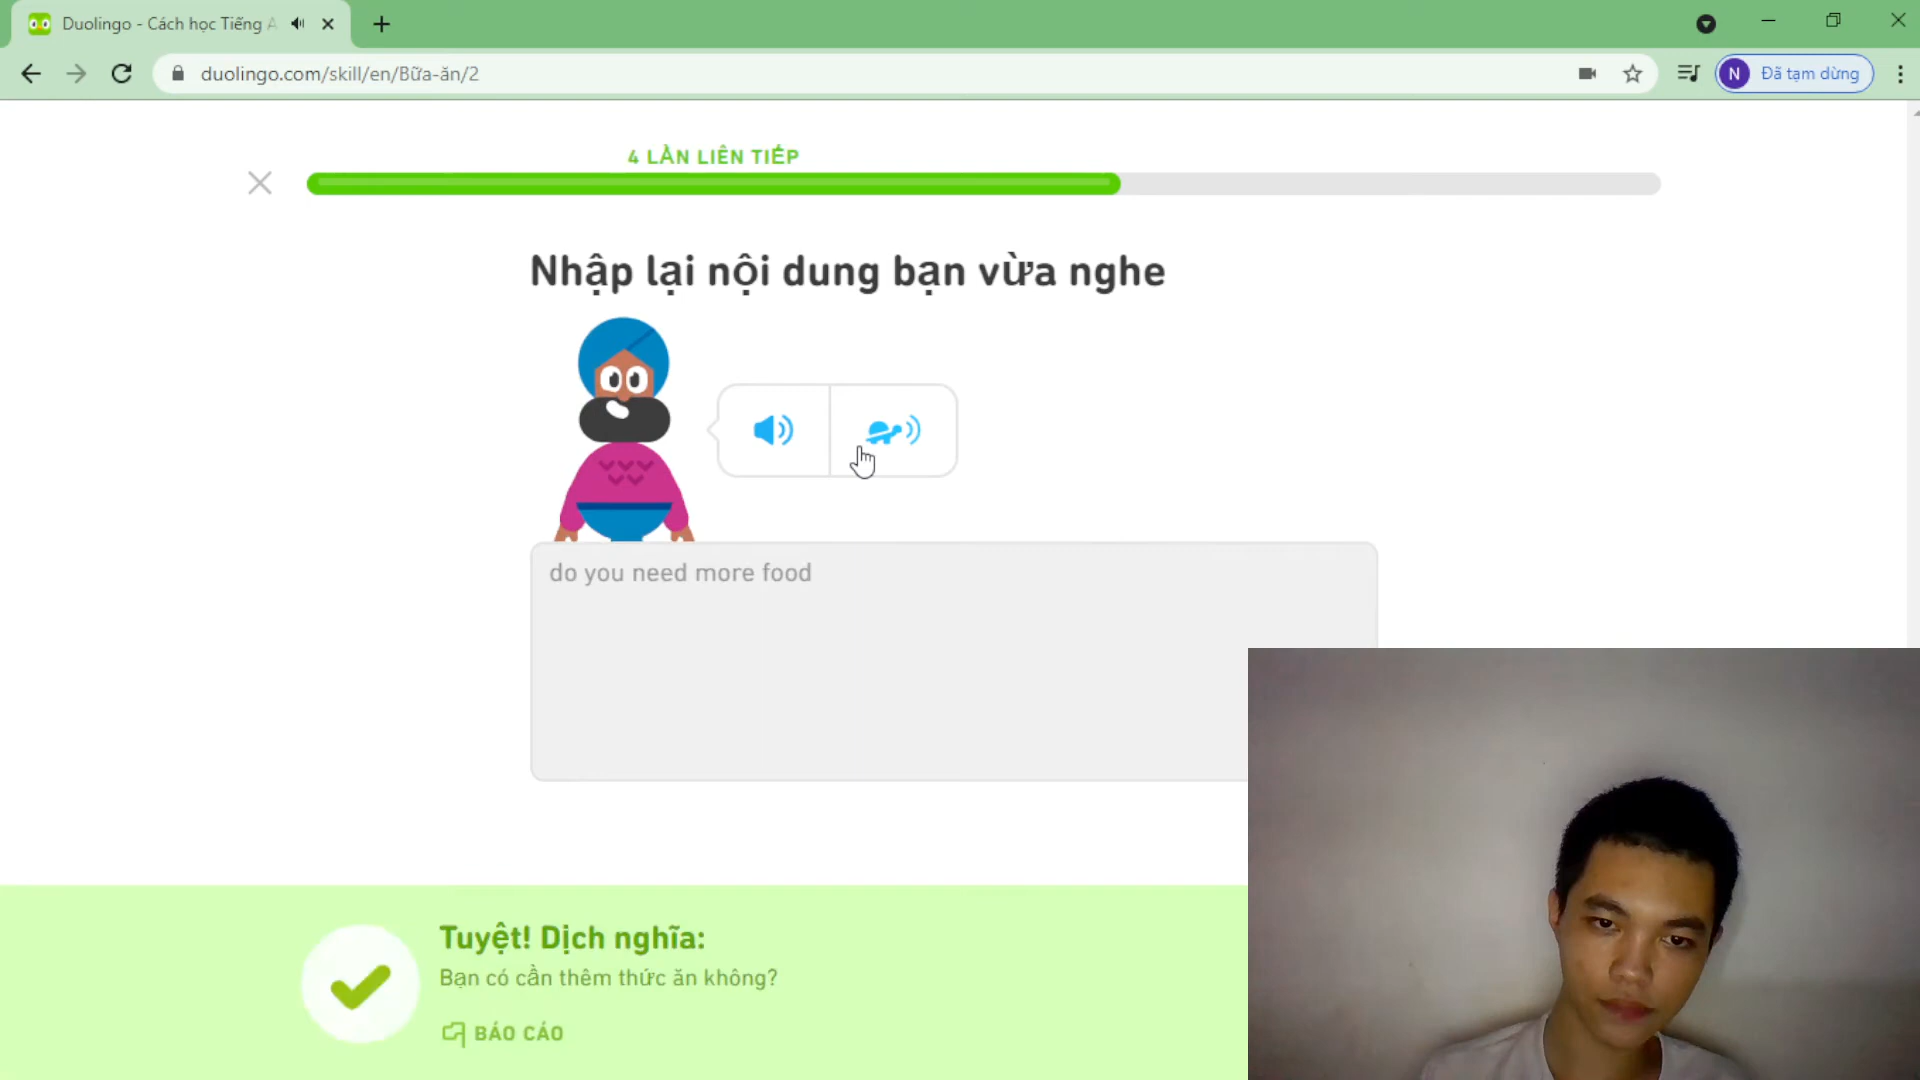 Duolingo - Cách học Tiếng A
duolingo.com/skill/en/Bữa-ăn/2
N Đã tạm dừng
4 LẦN LIÊN TIẾP
Nhập lại nội dung bạn vừa nghe
do you need more food
Tuyệt! Dịch nghĩa:
Bạn có cần thêm thức ăn không?
BÁO CÁO